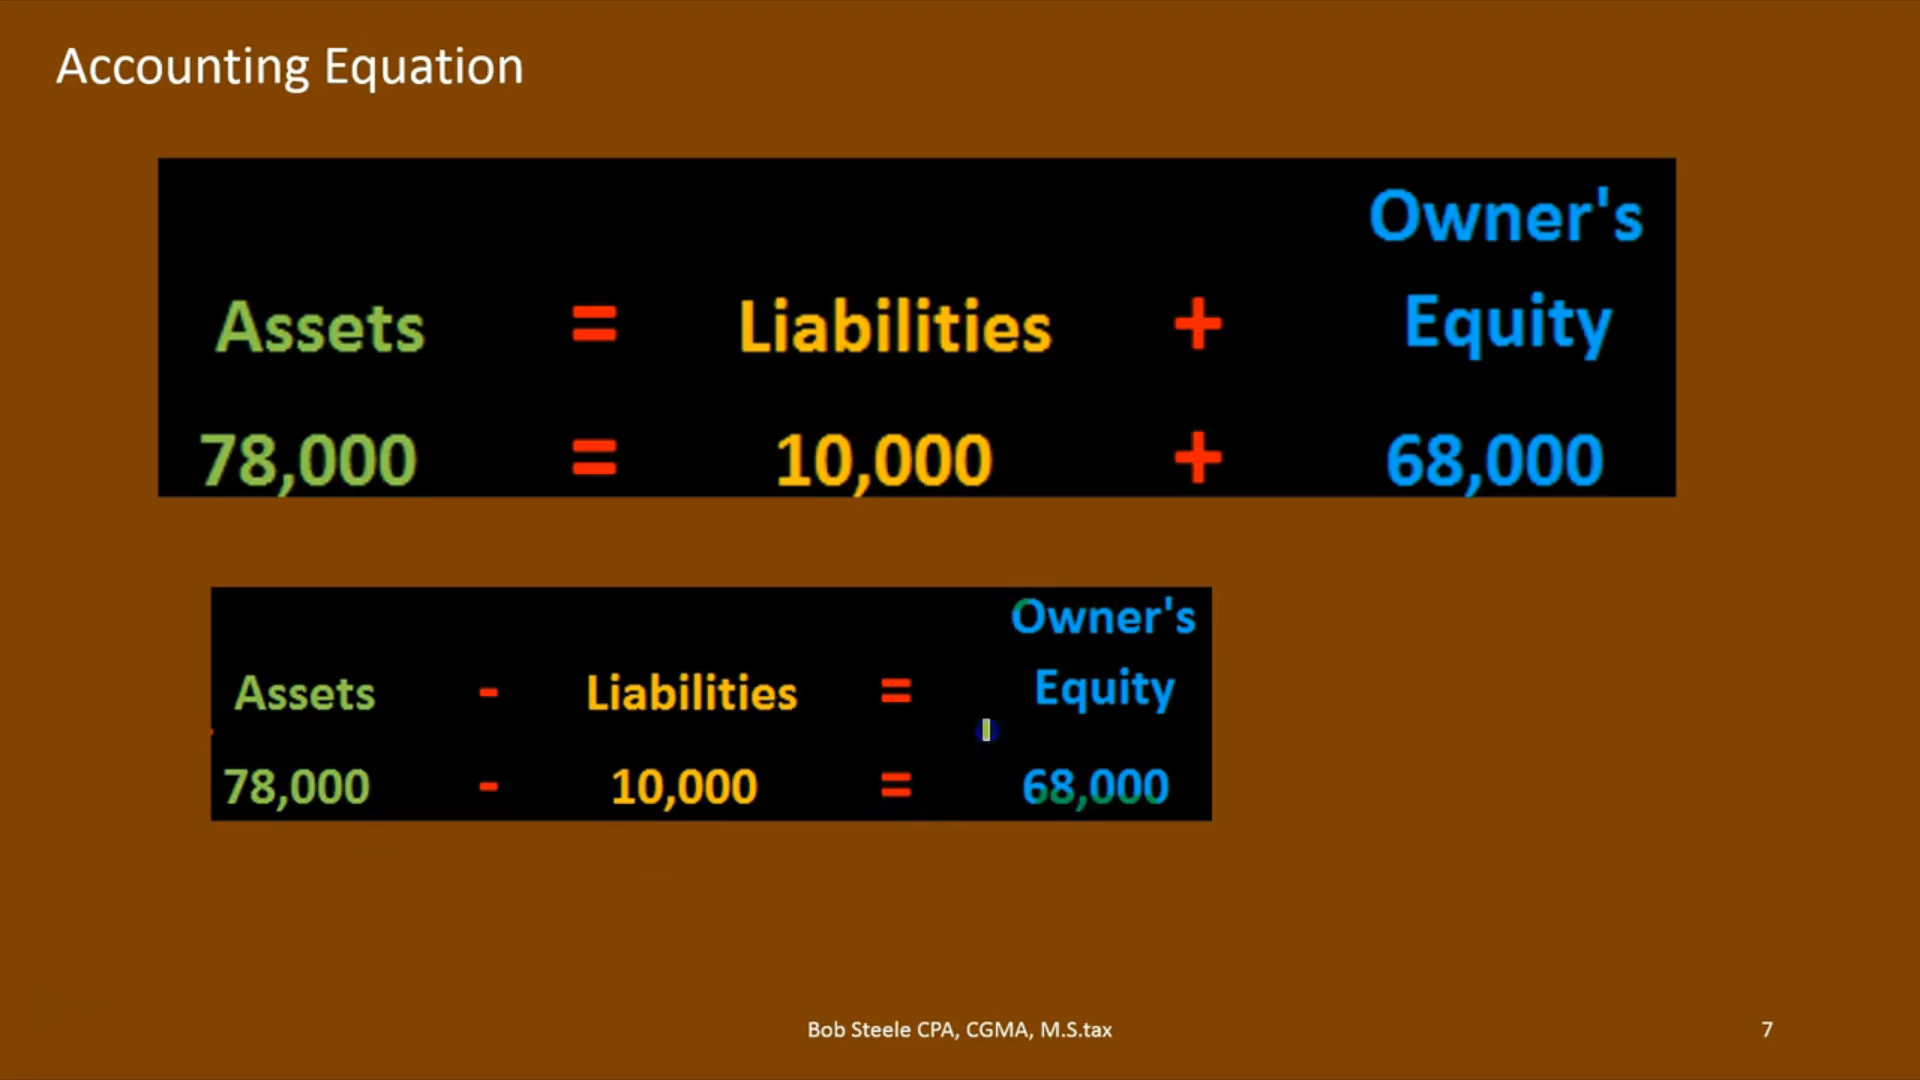 Accounting Equation
Owner's
Assets = Liabilities + Equity
78,000 = 10,000 + 68,000
Owner's
Assets - Liabilities = Equity
78,000 - 10,000 = 68,000
Bob Steele CPA, CGMA, M.S.tax
7